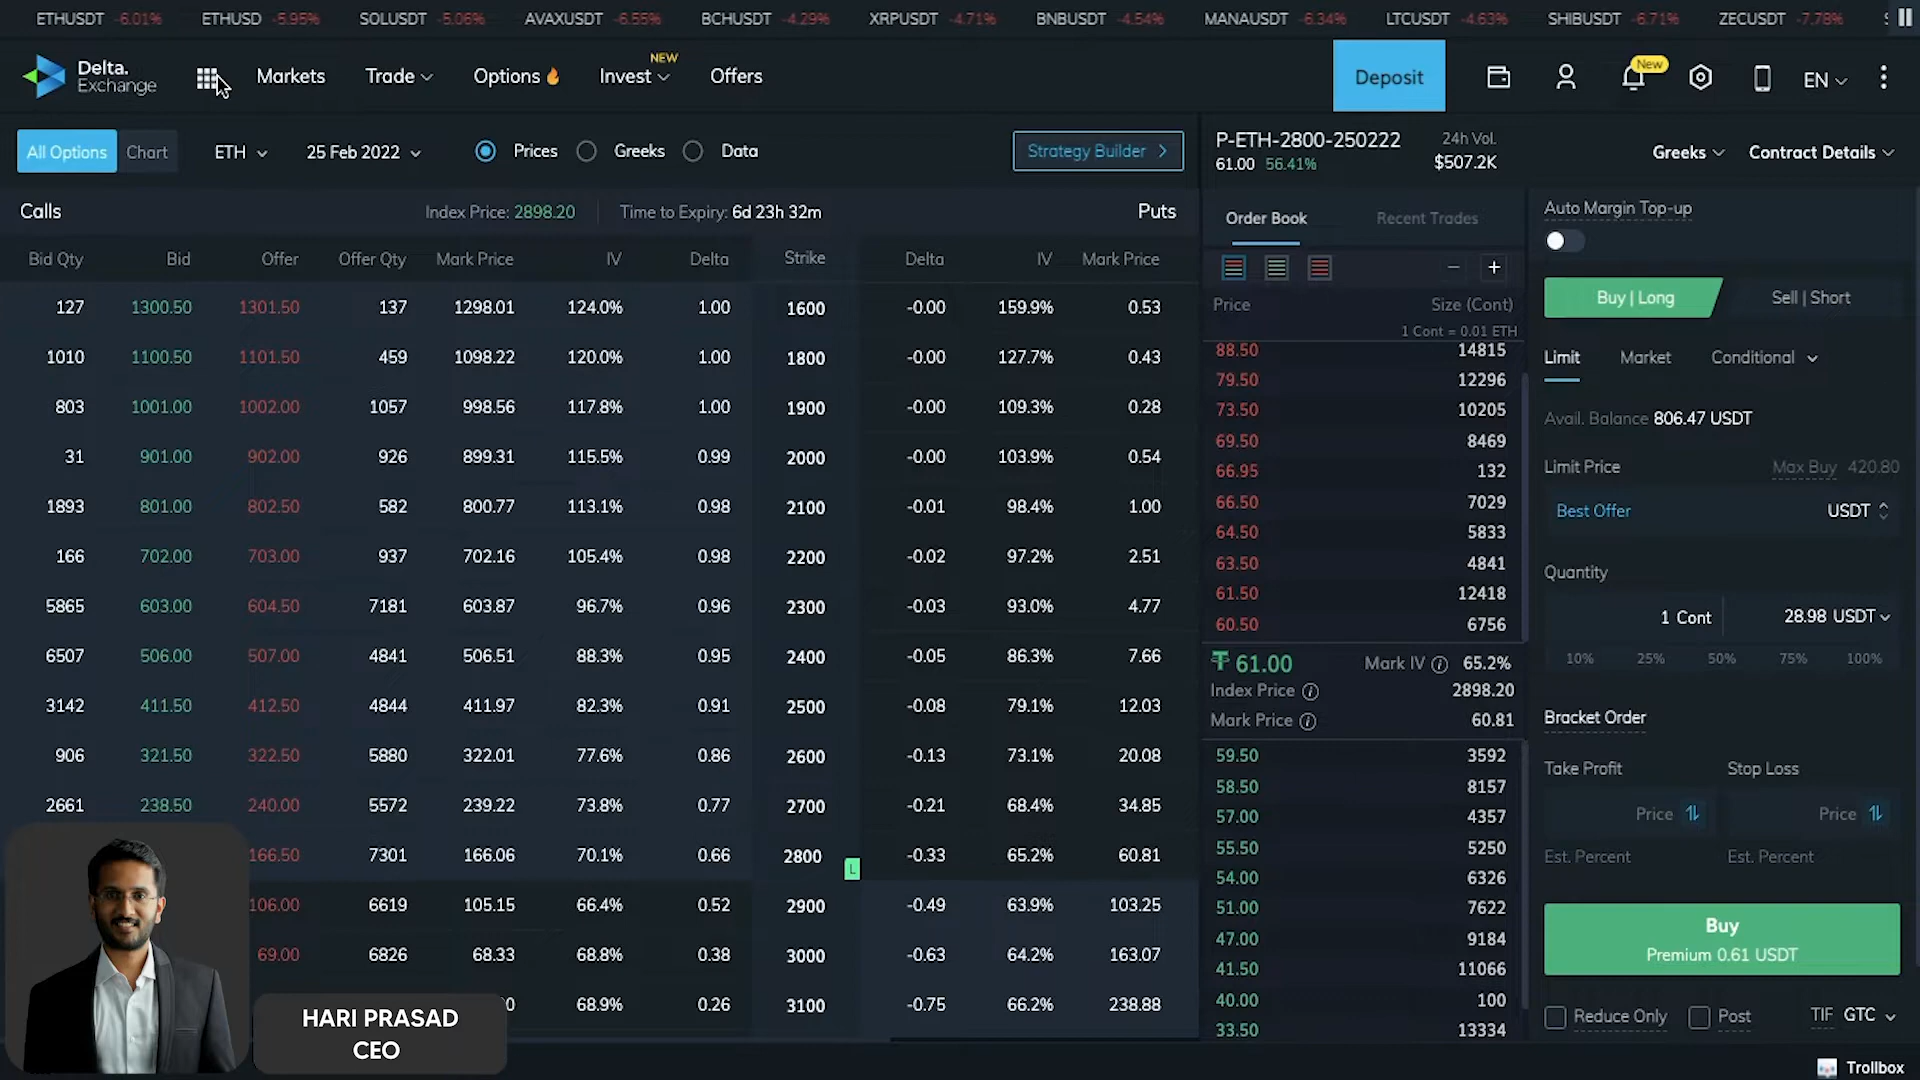 ETHUSDT -6.01% ETHUSD -5.95% SOLUSDT -5.06% AVAXUSDT -6.55% BCHUSDT -4.29% XRPUSDT -4.71% BNBUSDT -4.54% MANAUSDT -6.34% LTCUSDT -4.63% SHIBUSDT -6.71% ZECUSDT -7.78%
Delta.
Exchange
Markets Trade Options Invest NEW Offers Deposit New EN
All Options Chart ETH 25 Feb 2022 Prices Greeks Data Strategy Builder >
Calls Index Price: 2898.20 Time to Expiry: 6d 23h 32m Puts
Bid Qty Bid Offer Offer Qty Mark Price IV Delta Strike Delta IV Mark Price
127 1300.50 1301.50 137 1298.01 124.0% 1.00 1600 -0.00 159.9% 0.53
1010 1100.50 1101.50 459 1098.22 120.0% 1.00 1800 -0.00 127.7% 0.43
803 1001.00 1002.00 1057 998.56 117.8% 1.00 1900 -0.00 109.3% 0.28
31 901.00 902.00 926 899.31 115.5% 0.99 2000 -0.00 103.9% 0.54
1893 801.00 802.50 582 800.77 113.1% 0.98 2100 -0.01 98.4% 1.00
166 702.00 703.00 937 702.16 105.4% 0.98 2200 -0.02 97.2% 2.51
5865 603.00 604.50 7181 603.87 96.7% 0.96 2300 -0.03 93.0% 4.77
6507 506.00 507.00 4841 506.51 88.3% 0.95 2400 -0.05 86.3% 7.66
3142 411.50 412.50 4844 411.97 82.3% 0.91 2500 -0.08 79.1% 12.03
906 321.50 322.50 5880 322.01 77.6% 0.86 2600 -0.13 73.1% 20.08
2661 238.50 240.00 5572 239.22 73.8% 0.77 2700 -0.21 68.4% 34.85
166.50 7301 166.06 70.1% 0.66 2800 L -0.33 65.2% 60.81
106.00 6619 105.15 66.4% 0.52 2900 -0.49 63.9% 103.25
69.00 6826 68.33 68.8% 0.38 3000 -0.63 64.2% 163.07
0 68.9% 0.26 3100 -0.75 66.2% 238.88
HARI PRASAD
CEO
P-ETH-2800-250222 24h Vol.
61.00 56.41% $507.2K
Greeks Contract Details
Order Book Recent Trades
Price Size (Cont)
1 Cont = 0.01 ETH
88.50 14815
79.50 12296
73.50 10205
69.50 8469
66.95 132
66.50 7029
64.50 5833
63.50 4841
61.50 12418
60.50 6756
61.00 Mark IV 65.2%
Index Price 2898.20
Mark Price 60.81
59.50 3592
58.50 8157
57.00 4357
55.50 5250
54.00 6326
51.00 7622
47.00 9184
41.50 11066
40.00 100
33.50 13334
Auto Margin Top-up
Buy | Long Sell | Short
Limit Market Conditional
Avail. Balance 806.47 USDT
Limit Price Max Buy 420.80
Best Offer USDT
Quantity
1 Cont 28.98 USDT
10% 25% 50% 75% 100%
Bracket Order
Take Profit Stop Loss
Price Price
Est. Percent Est. Percent
Buy
Premium 0.61 USDT
Reduce Only Post TIF GTC
Trollbox